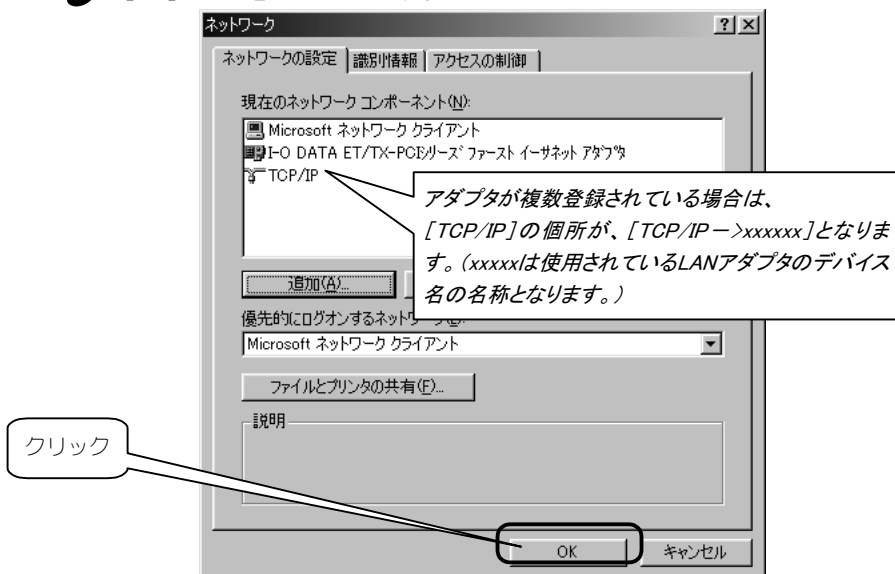 ネットワーク
ネットワークの設定
識別情報
アクセスの制御
現在のネットワーク コンポーネント(N):
Microsoft ネットワーク クライアント
I-O DATA ET/TX-PCIシリーズ ファースト イーサネット アダプタ
TCP/IP
アダプタが複数登録されている場合は、
[TCP/IP]の個所が、[TCP/IP－>xxxxxx]となりま
す。(xxxxxは使用されているLANアダプタのデバイス
名の名称となります。)
追加(A)...
優先的にログオンするネットワーク(L):
Microsoft ネットワーク クライアント
ファイルとプリンタの共有(F)...
説明
クリック
OK
キャンセル